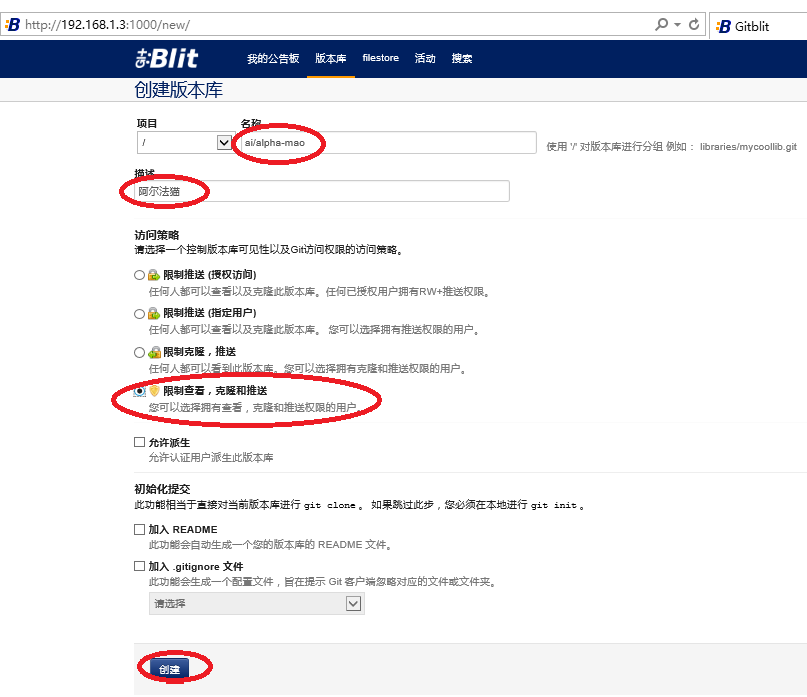 http://192.168.1.3:1000/new/
Gitblit
Blit
我的公告板 版本库 filestore 活动 搜索
创建版本库
项目 名称
/ ai/alpha-mao 使用 '/' 对版本库进行分组 例如： libraries/mycoollib.git
描述
阿尔法猫
访问策略
请选择一个控制版本库可见性以及Git访问权限的访问策略。
限制推送 (授权访问)
任何人都可以查看以及克隆此版本库。任何已授权用户拥有RW+推送权限。
限制推送 (指定用户)
任何人都可以查看以及克隆此版本库。 您可以选择拥有推送权限的用户。
限制克隆，推送
任何人都可以看到此版本库。您可以选择拥有克隆和推送权限的用户。
限制查看，克隆和推送
您可以选择拥有查看，克隆和推送权限的用户
允许派生
允许认证用户派生此版本库
初始化提交
此功能相当于直接对当前版本库进行 git clone 。 如果跳过此步，您必须在本地进行 git init 。
加入 README
此功能会自动生成一个您的版本库的 README 文件。
加入 .gitignore 文件
此功能会生成一个配置文件，旨在提示 Git 客户端忽略对应的文件或文件夹。
请选择
创建